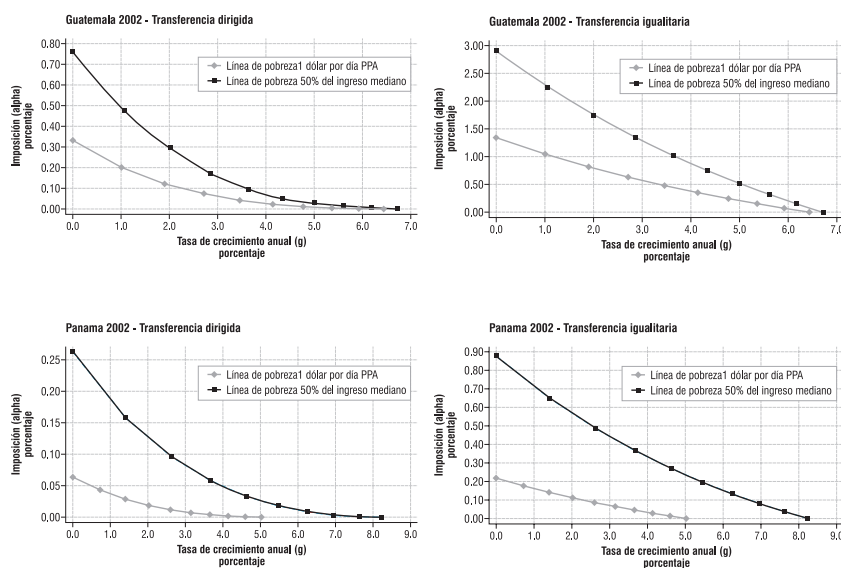 Guatemala 2002 - Transferencia dirigida
0.80
0.70
0.60
0.50
0.40
0.30
0.20
0.10
0.00
Imposición (alpha)
porcentaje
Línea de pobreza1 dólar por día PPA
Línea de pobreza 50% del ingreso mediano
0.0 1.0 2.0 3.0 4.0 5.0 6.0 7.0
Tasa de crecimiento anual (g)
porcentaje
Guatemala 2002 - Transferencia igualitaria
3.00
2.50
2.00
1.50
1.00
0.50
0,00
Imposición (alpha)
porcentaje
Línea de pobreza1 dólar por día PPA
Línea de pobreza 50% del ingreso mediano
0.0 1.0 2.0 3.0 4.0 5.0 6.0 7.0
Tasa de crecimiento anual (g)
porcentaje
Panama 2002 - Transferencia dirigida
0.25
0.20
0.15
0.10
0.05
0.00
Imposición (alpha)
porcentaje
Línea de pobreza1 dólar por día PPA
Línea de pobreza 50% del ingreso mediano
0.0 1.0 2.0 3.0 4.0 5.0 6.0 7.0 8.0 9.0
Tasa de crecimiento anual (g)
porcentaje
Panama 2002 - Transferencia igualitaria
0.90
0.80
0.70
0.60
0.50
0.40
0.30
0.20
0.10
0.00
Imposición (alpha)
porcentaje
Línea de pobreza1 dólar por día PPA
Línea de pobreza 50% del ingreso mediano
0.0 1.0 2.0 3.0 4.0 5.0 6.0 7.0 8.0 9.0
Tasa de crecimiento anual (g)
porcentaje